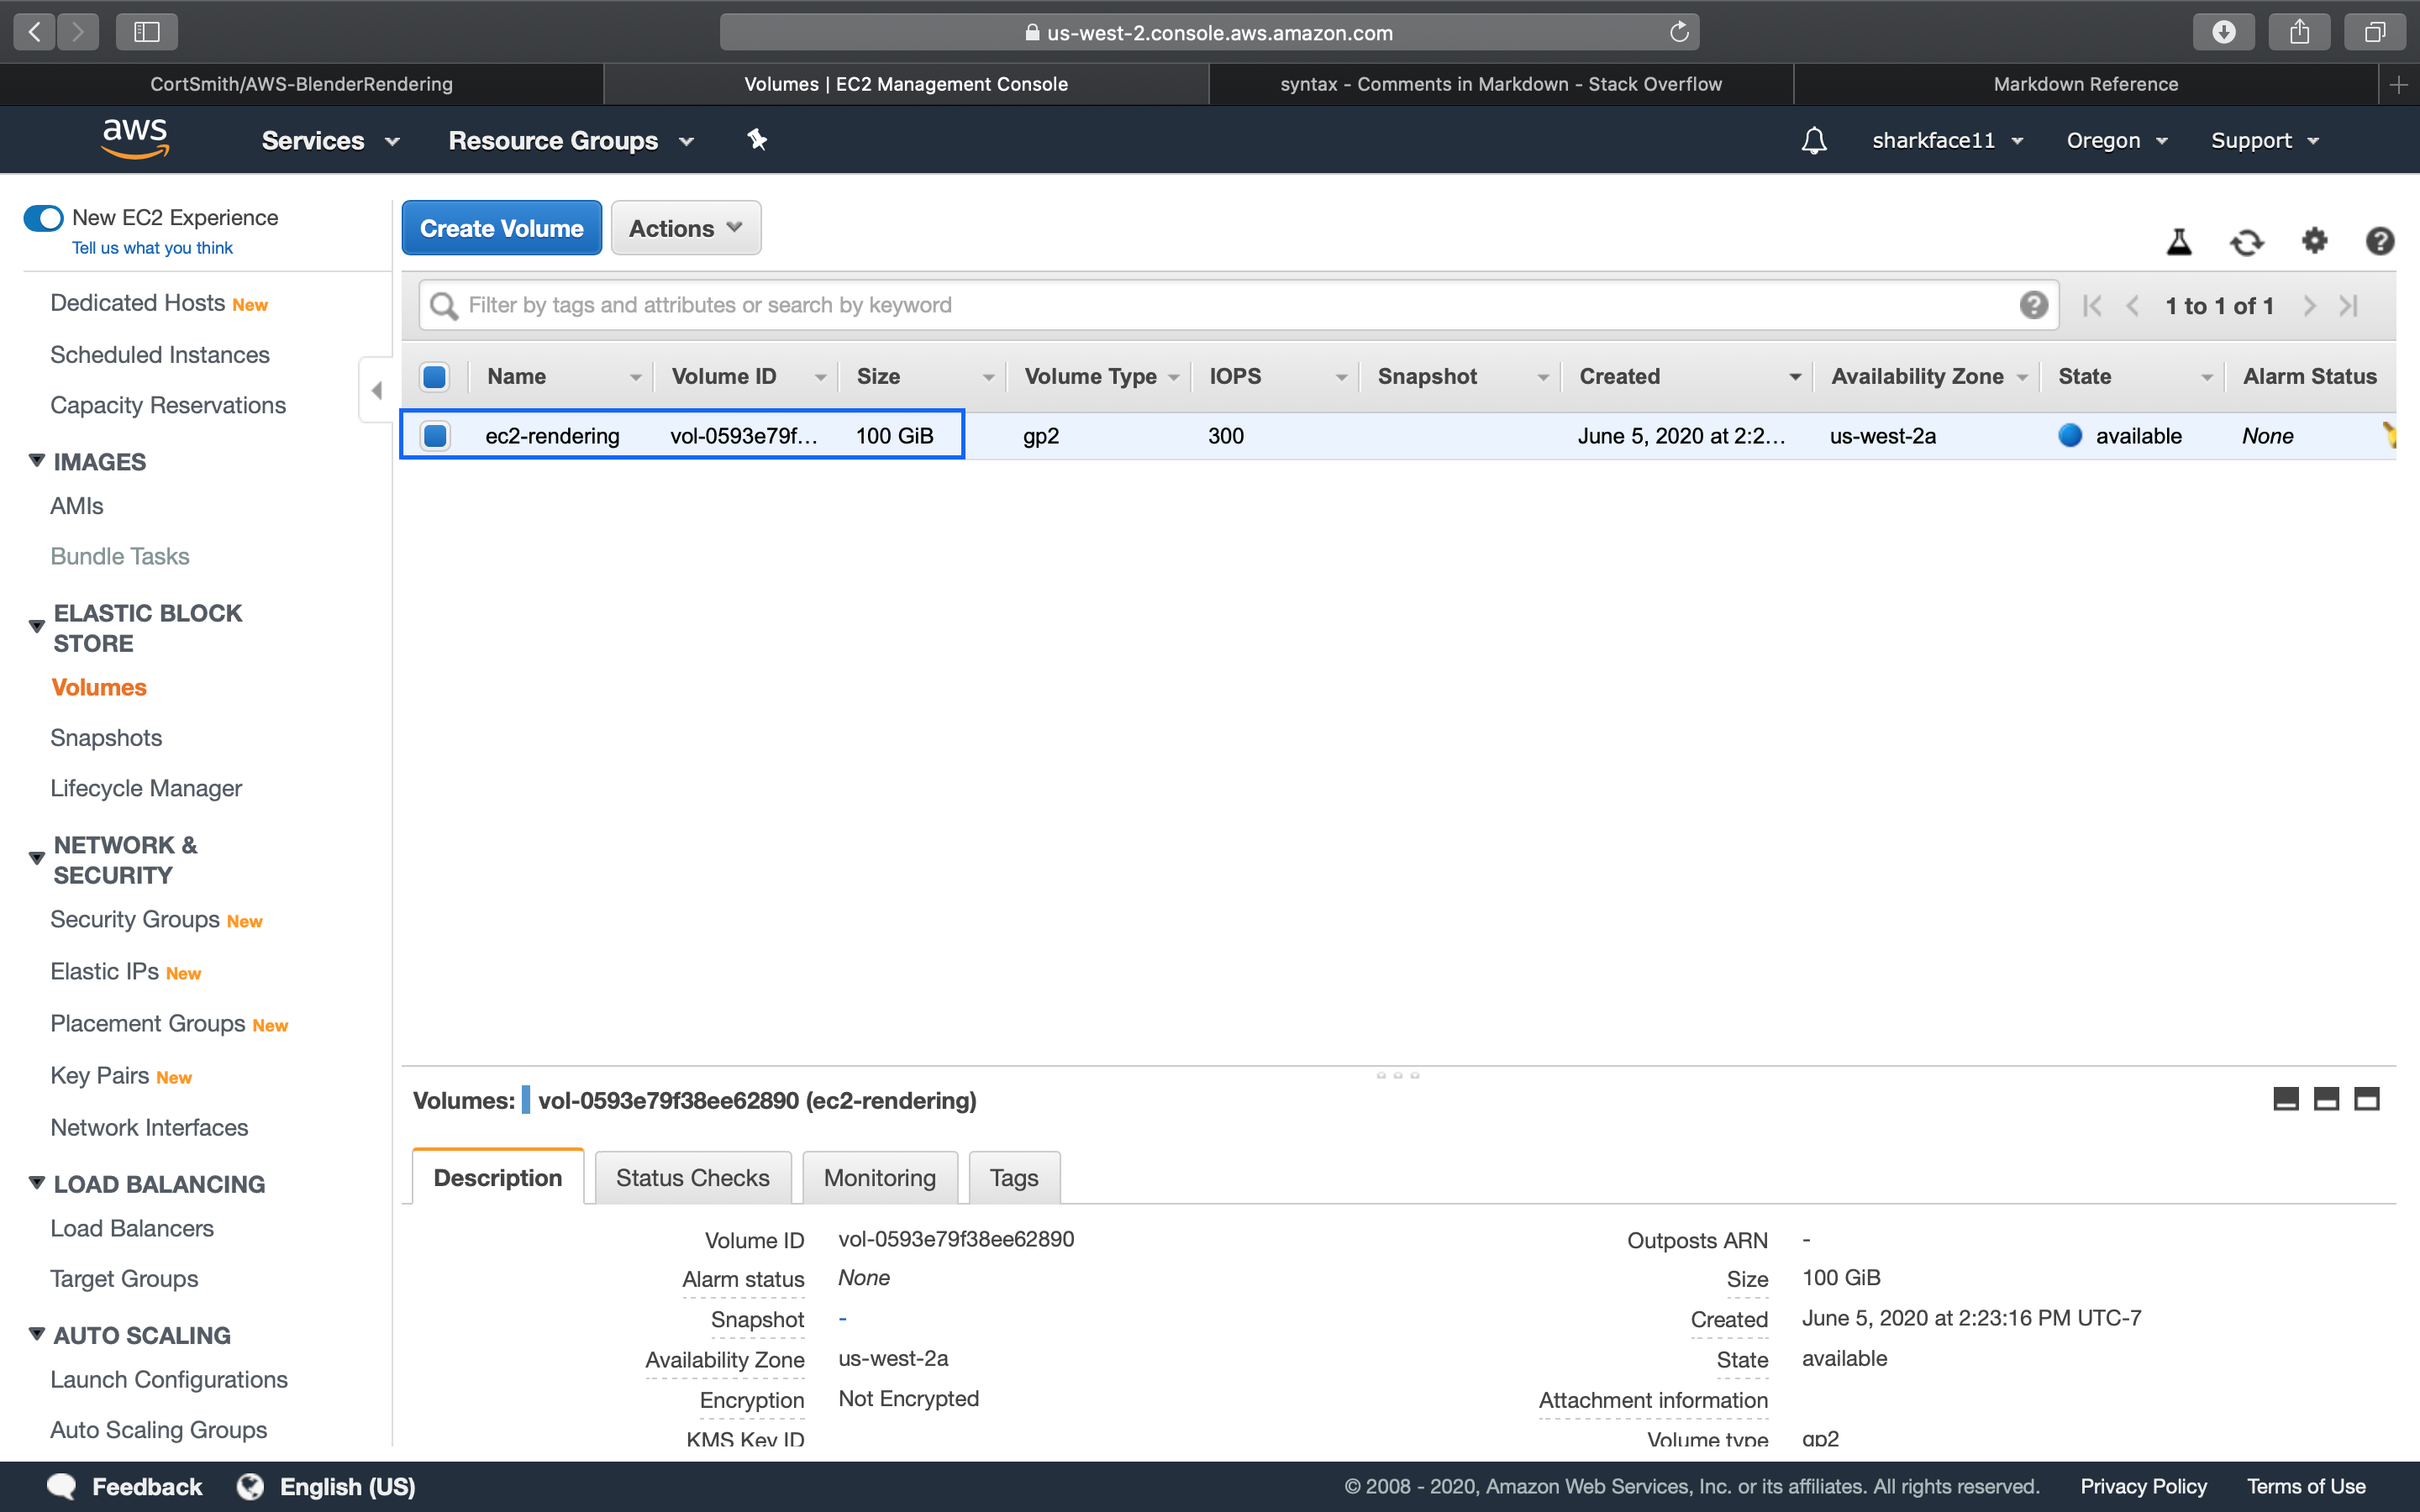 us-west-2.console.aws.amazon.com
CortSmith/AWS-BlenderRendering
Volumes | EC2 Management Console
syntax - Comments in Markdown - Stack Overflow
Markdown Reference
aws
Services
Resource Groups
sharkface11
Oregon
Support
New EC2 Experience
Tell us what you think
Dedicated Hosts New
Scheduled Instances
Capacity Reservations
IMAGES
AMIs
Bundle Tasks
ELASTIC BLOCK
STORE
Volumes
Snapshots
Lifecycle Manager
NETWORK &
SECURITY
Security Groups New
Elastic IPs New
Placement Groups New
Key Pairs New
Network Interfaces
LOAD BALANCING
Load Balancers
Target Groups
AUTO SCALING
Launch Configurations
Auto Scaling Groups
Create Volume
Actions
Filter by tags and attributes or search by keyword
1 to 1 of 1
Name Volume ID Size Volume Type IOPS Snapshot Created Availability Zone State Alarm Status
ec2-rendering vol-0593e79f... 100 GiB gp2 300 June 5, 2020 at 2:2... us-west-2a available None
Volumes: vol-0593e79f38ee62890 (ec2-rendering)
Description
Status Checks
Monitoring
Tags
Volume ID vol-0593e79f38ee62890
Alarm status None
Snapshot -
Availability Zone us-west-2a
Encryption Not Encrypted
KMS Key ID
Outposts ARN -
Size 100 GiB
Created June 5, 2020 at 2:23:16 PM UTC-7
State available
Attachment information
Volume type gp2
Feedback
English (US)
© 2008 - 2020, Amazon Web Services, Inc. or its affiliates. All rights reserved.
Privacy Policy
Terms of Use